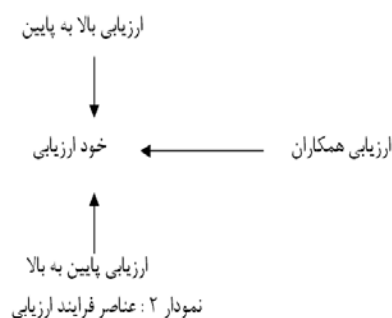 ارزیابی بالا به پایین
ارزیابی همکاران
خود ارزیابی
ارزیابی پایین به بالا
نمودار ۲ : عناصر فرایند ارزیابی